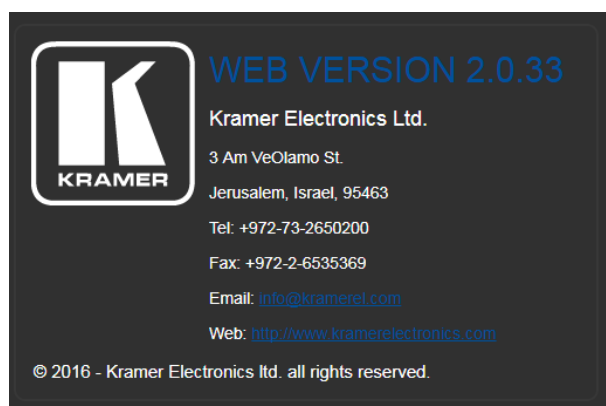 KRAMER
WEB VERSION 2.0.33
Kramer Electronics Ltd.
3 Am VeOlamo St.
Jerusalem, Israel, 95463
Tel: +972-73-2650200
Fax: +972-2-6535369
Email: info@kramerel.com
Web: http://www.kramerelectronics.com
© 2016 - Kramer Electronics ltd. all rights reserved.